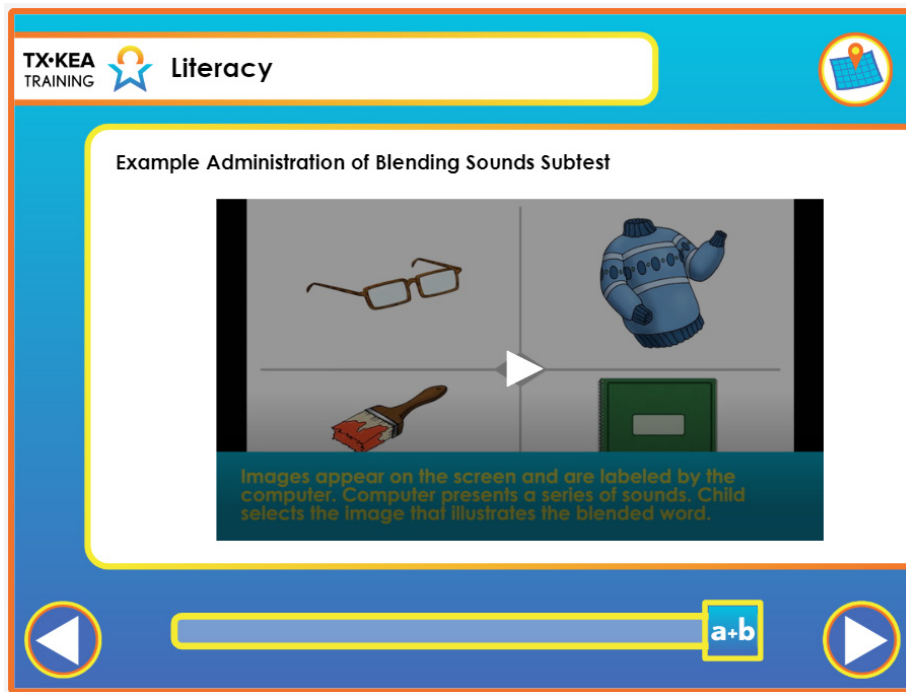 TX•KEA
TRAINING
Literacy
Example Administration of Blending Sounds Subtest
Images appear on the screen and are labeled by the
computer. Computer presents a series of sounds. Child
selects the image that illustrates the blended word.
a+b